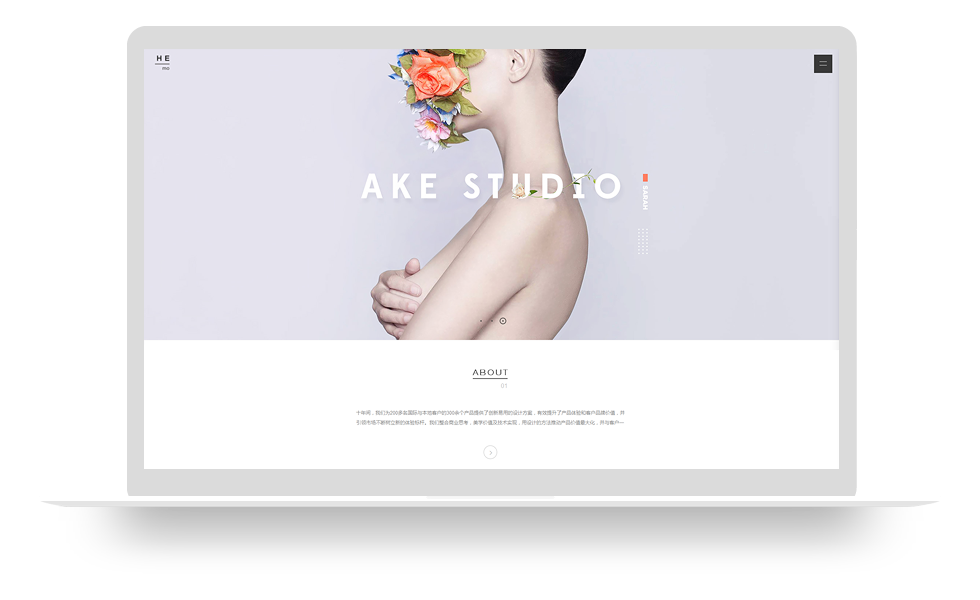 HE
me
AKE STUDIO
SARAH
ABOUT
01
十年间，我们为200多名国际与本地客户的300余个产品提供了创新易用的设计方案，有效提升了产品体验和客户品牌价值，并
引领市场不断树立新的体验标杆。我们整合商业思考，美学价值及技术实现，用设计的方法推动产品价值最大化，并与客户一